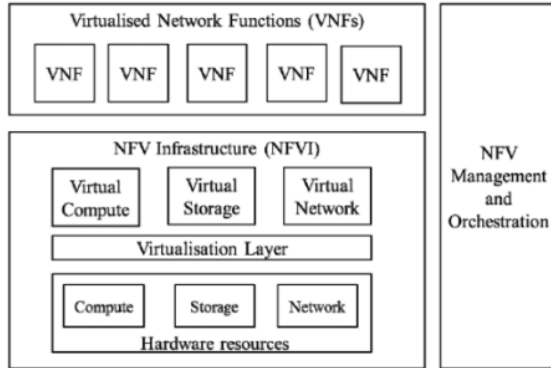 Virtualised Network Functions (VNFs)
VNF VNF VNF VNF VNF
NFV Infrastructure (NFVI)
Virtual
Compute
Virtual
Storage
Virtual
Network
Virtualisation Layer
Compute Storage Network
Hardware resources
NFV
Management
and
Orchestration